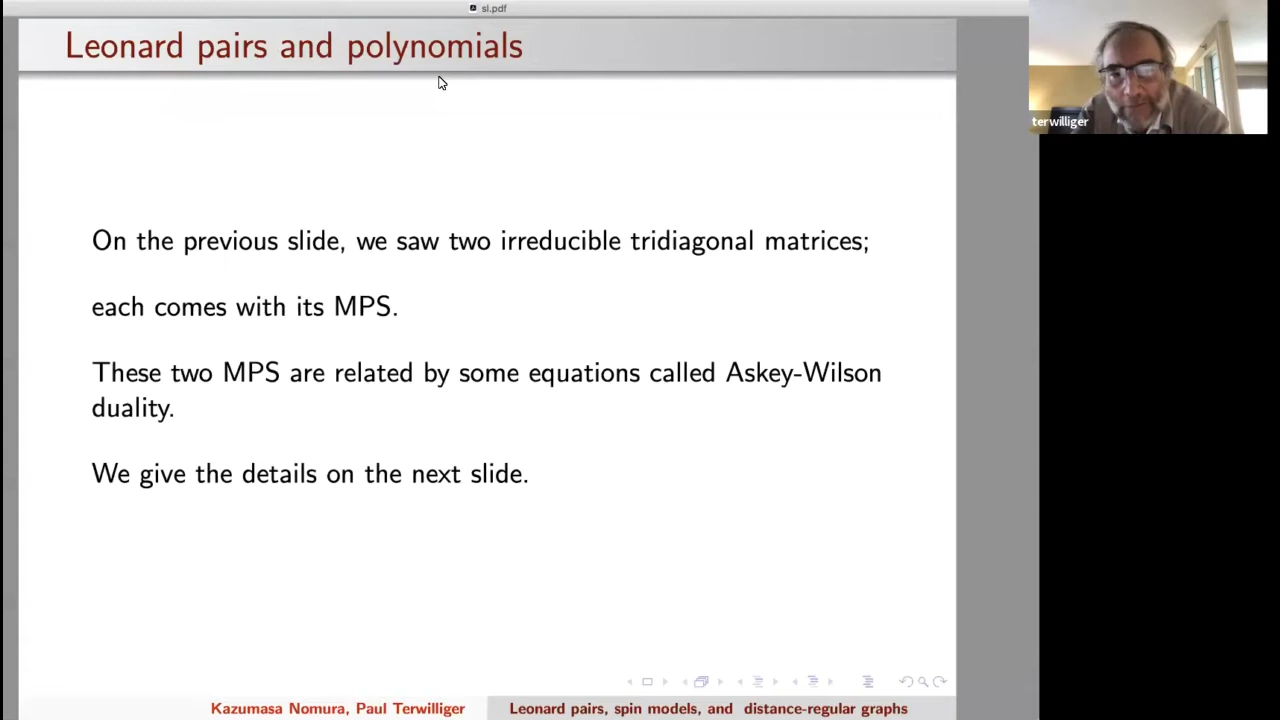 sl.pdf
Leonard pairs and polynomials
terwilliger
On the previous slide, we saw two irreducible tridiagonal matrices;
each comes with its MPS.
These two MPS are related by some equations called Askey-Wilson
duality.
We give the details on the next slide.
Kazumasa Nomura, Paul Terwilliger
Leonard pairs, spin models, and distance-regular graphs